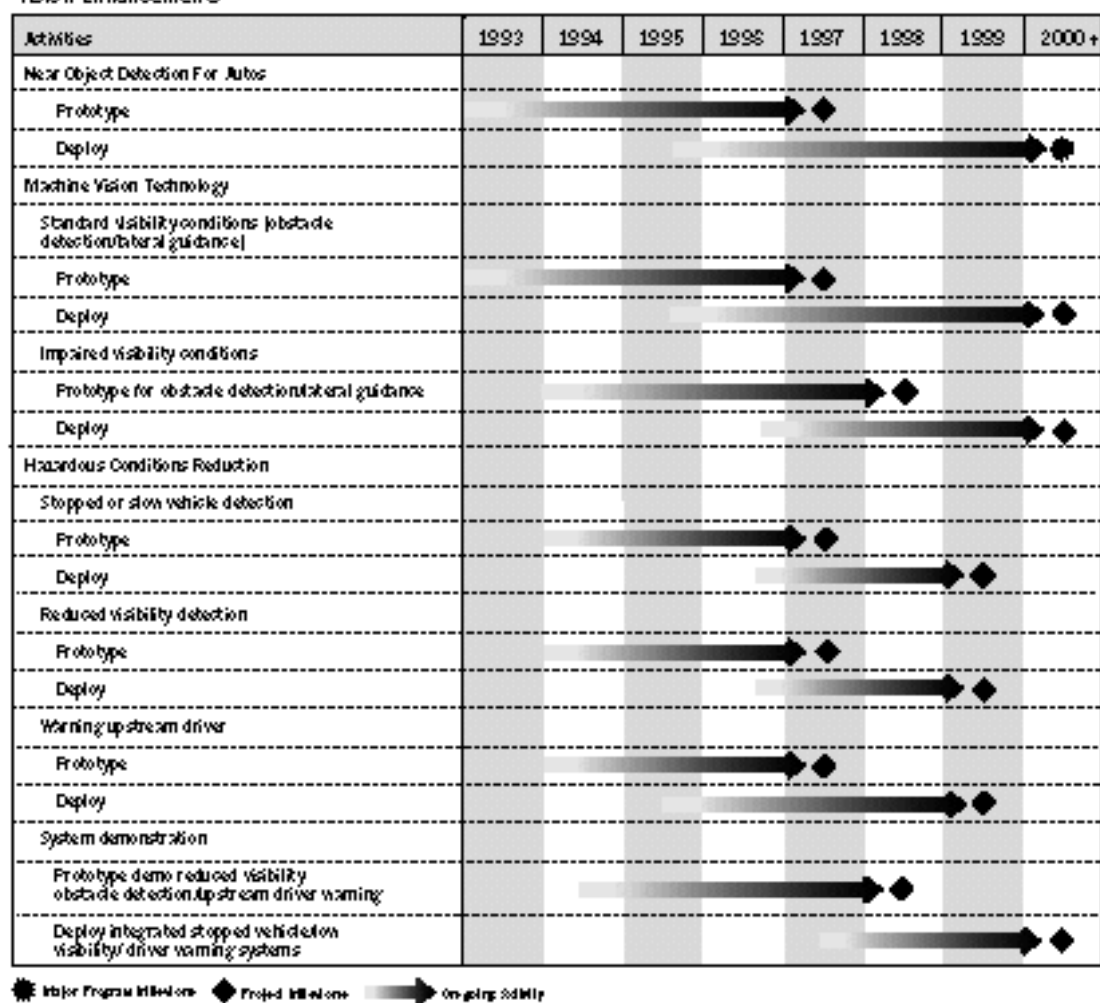 Vision Enhancements
Activities
1993
1994
1995
1996
1997
1998
1999
2000 +
Near Object Detection For Autos
Prototype
Deploy
Machine Vision Technology
Standard visibility conditions (obstacle
detection/lateral guidance)
Prototype
Deploy
Impaired visibility conditions
Prototype for obstacle detection/lateral guidance
Deploy
Hazardous Conditions Reduction
Stopped or slow vehicle detection
Prototype
Deploy
Reduced visibility detection
Prototype
Deploy
Warning upstream driver
Prototype
Deploy
System demonstration
Prototype demo reduced visibility
obstacle detection/upstream driver warning
Deploy integrated stopped vehicle/low
visibility/ driver warning systems
Major Program Milestone
Project Milestone
On-going Activity